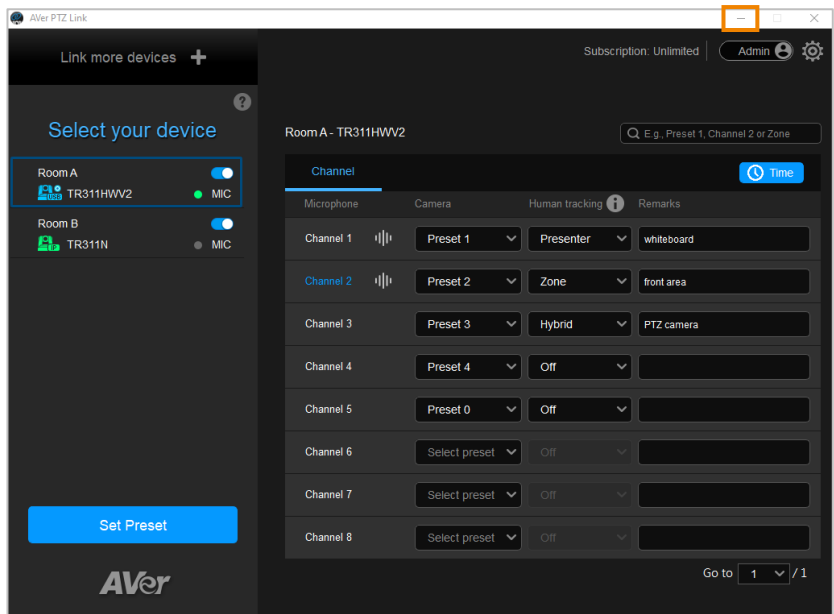 AVer PTZ Link
Link more devices
Subscription: Unlimited Admin
?
Select your device
Room A
USB TR311HWV2 MIC
Room B
IP TR311N MIC
Set Preset
AVer
Room A - TR311HWV2
E.g., Preset 1, Channel 2 or Zone
Channel Time
Microphone Camera Human tracking i Remarks
Channel 1 Preset 1 Presenter whiteboard
Channel 2 Preset 2 Zone front area
Channel 3 Preset 3 Hybrid PTZ camera
Channel 4 Preset 4 Off
Channel 5 Preset 0 Off
Channel 6 Select preset Off
Channel 7 Select preset Off
Channel 8 Select preset Off
Go to 1 / 1